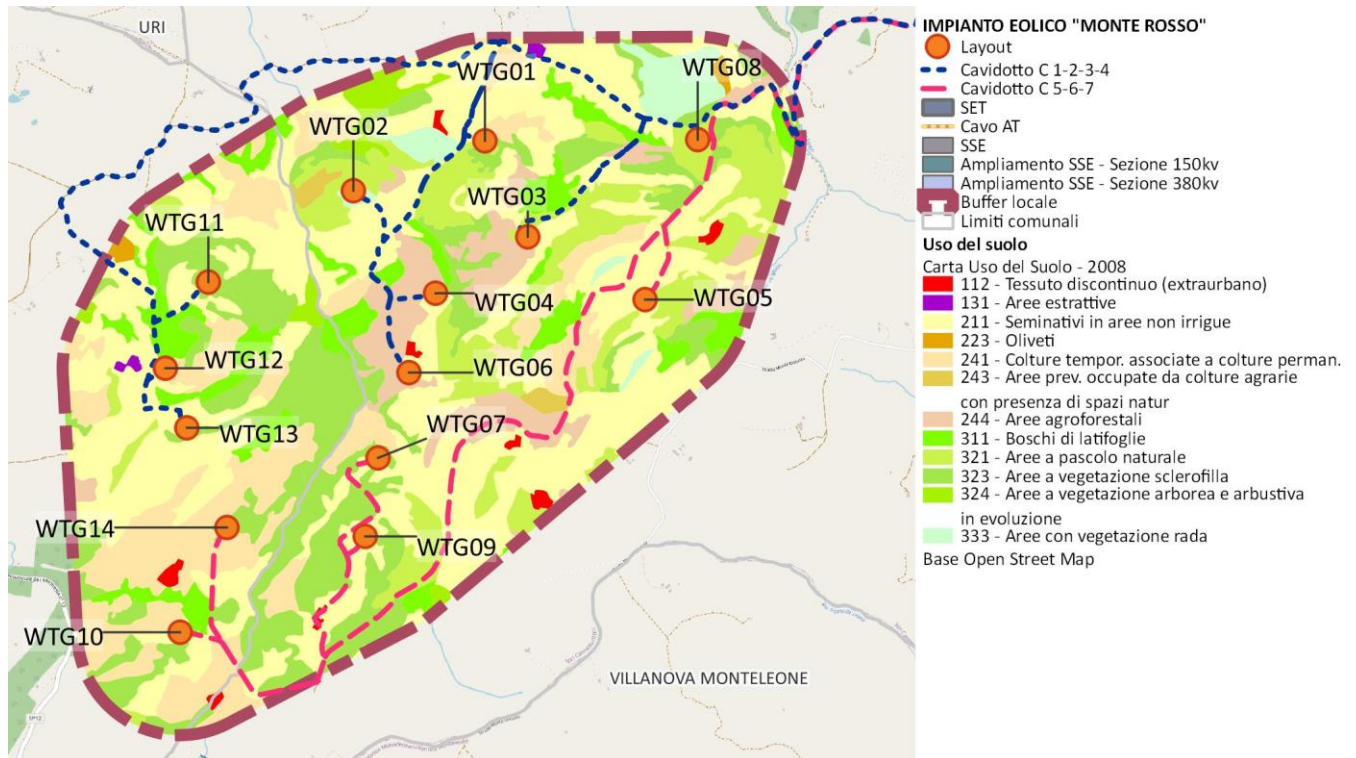 URI
WTG01
WTG08
WTG02
WTG03
WTG11
WTG04
WTG05
WTG12
WTG06
WTG07
WTG13
WTG14
WTG09
WTG10
VILLANOVA MONTELEONE
SP12
IMPIANTO EOLICO "MONTE ROSSO"
Layout
Cavidotto C 1-2-3-4
Cavidotto C 5-6-7
SET
Cavo AT
SSE
Ampliamento SSE - Sezione 150kv
Ampliamento SSE - Sezione 380kv
Buffer locale
Limiti comunali
Uso del suolo
Carta Uso del Suolo - 2008
112 - Tessuto discontinuo (extraurbano)
131 - Aree estrattive
211 - Seminativi in aree non irrigue
223 - Oliveti
241 - Colture tempor. associate a colture perman.
243 - Aree prev. occupate da colture agrarie
con presenza di spazi natur
244 - Aree agroforestali
311 - Boschi di latifoglie
321 - Aree a pascolo naturale
323 - Aree a vegetazione sclerofilla
324 - Aree a vegetazione arborea e arbustiva
in evoluzione
333 - Aree con vegetazione rada
Base Open Street Map